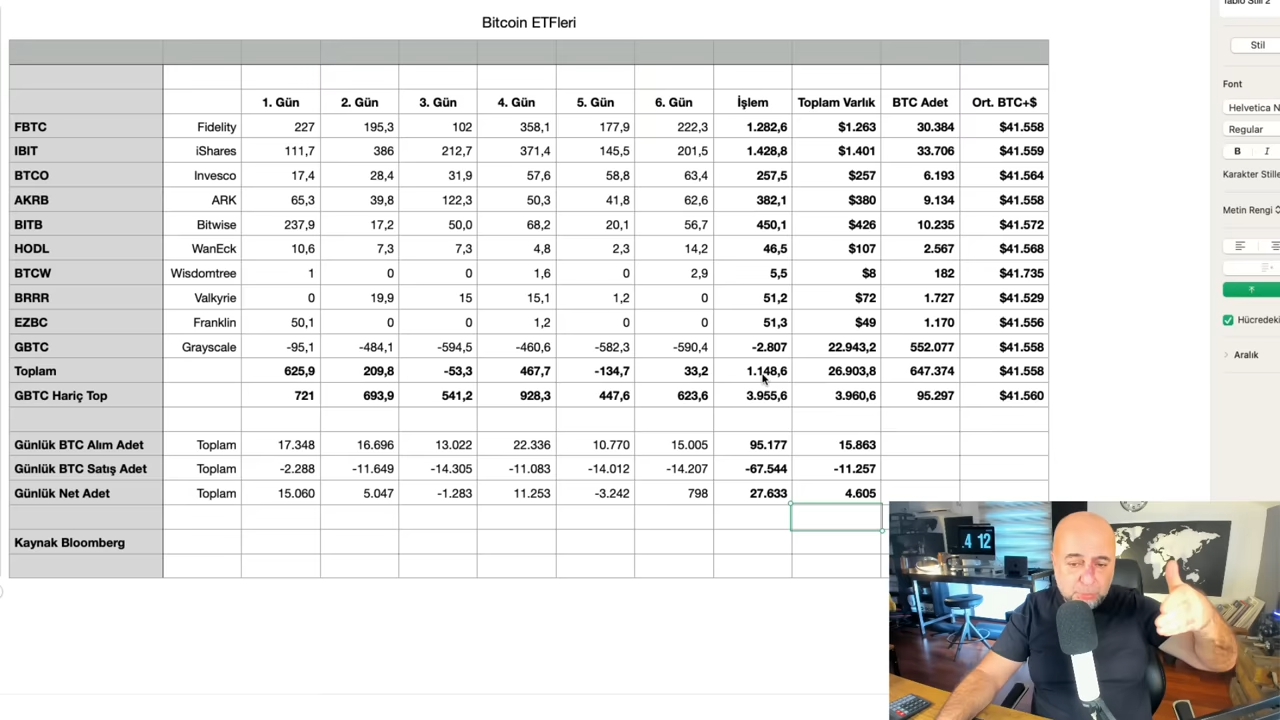 Bitcoin ETFleri
1. Gün 2. Gün 3. Gün 4. Gün 5. Gün 6. Gün İşlem Toplam Varlık BTC Adet Ort. BTC+$
FBTC Fidelity 227 195,3 102 358,1 177,9 222,3 1.282,6 $1.263 30.384 $41.558
IBIT iShares 111,7 386 212,7 371,4 145,5 201,5 1.428,8 $1.401 33.706 $41.559
BTCO Invesco 17,4 28,4 31,9 57,6 58,8 63,4 257,5 $257 6.193 $41.564
AKRB ARK 65,3 39,8 122,3 50,3 41,8 62,6 382,1 $380 9.134 $41.558
BITB Bitwise 237,9 17,2 50,0 68,2 20,1 56,7 450,1 $426 10.235 $41.572
HODL WanEck 10,6 7,3 7,3 4,8 2,3 14,2 46,5 $107 2.567 $41.568
BTCW Wisdomtree 1 0 0 1,6 0 2,9 5,5 $8 182 $41.735
BRRR Valkyrie 0 19,9 15 15,1 1,2 0 51,2 $72 1.727 $41.529
EZBC Franklin 50,1 0 0 1,2 0 0 51,3 $49 1.170 $41.556
GBTC Grayscale -95,1 -484,1 -594,5 -460,6 -582,3 -590,4 -2.807 22.943,2 552.077 $41.558
Toplam 625,9 209,8 -53,3 467,7 -134,7 33,2 1.148,6 26.903,8 647.374 $41.558
GBTC Hariç Top 721 693,9 541,2 928,3 447,6 623,6 3.955,6 3.960,6 95.297 $41.560
Günlük BTC Alım Adet Toplam 17.348 16.696 13.022 22.336 10.770 15.005 95.177 15.863
Günlük BTC Satış Adet Toplam -2.288 -11.649 -14.305 -11.083 -14.012 -14.207 -67.544 -11.257
Günlük Net Adet Toplam 15.060 5.047 -1.283 11.253 -3.242 798 27.633 4.605
Kaynak Bloomberg
Tablo Stili 2
Stil
Font
Helvetica N
Regular
B I
Karakter Stille
Metin Rengi
Hücredeki
Aralık
4 12